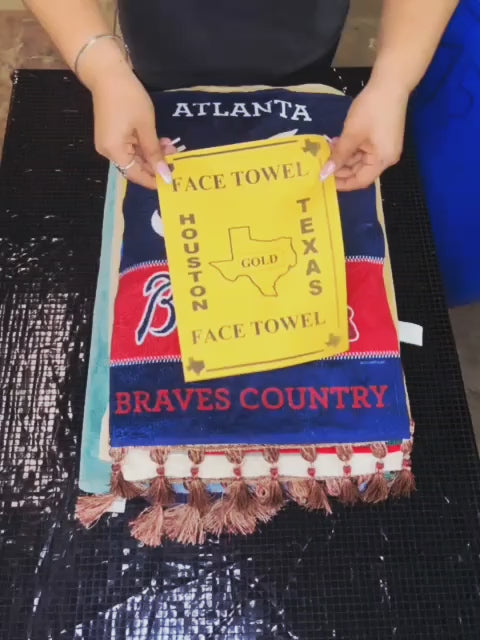 ATLANTA
FACE TOWEL
HOUSTON
TEXAS
GOLD
FACE TOWEL
B
BRAVES COUNTRY